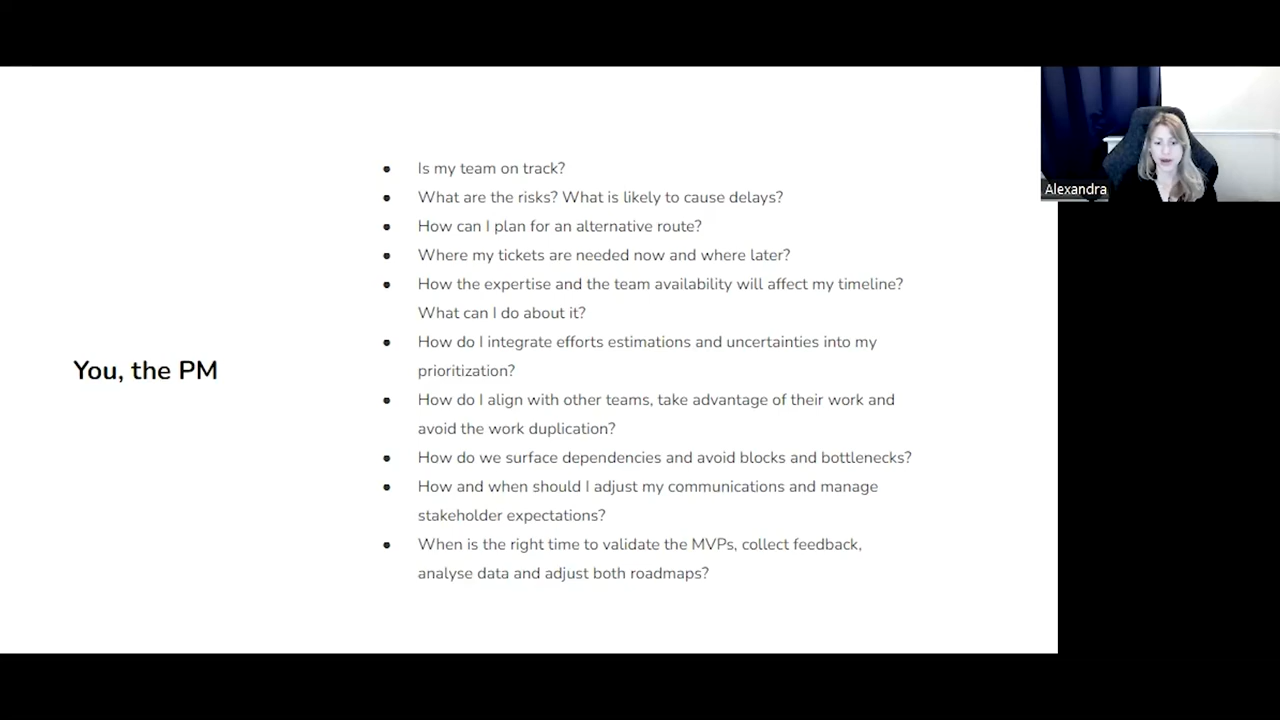 You, the PM
Is my team on track?
What are the risks? What is likely to cause delays?
How can I plan for an alternative route?
Where my tickets are needed now and where later?
How the expertise and the team availability will affect my timeline?
What can I do about it?
How do I integrate efforts estimations and uncertainties into my
prioritization?
How do I align with other teams, take advantage of their work and
avoid the work duplication?
How do we surface dependencies and avoid blocks and bottlenecks?
How and when should I adjust my communications and manage
stakeholder expectations?
When is the right time to validate the MVPs, collect feedback,
analyse data and adjust both roadmaps?
Alexandra